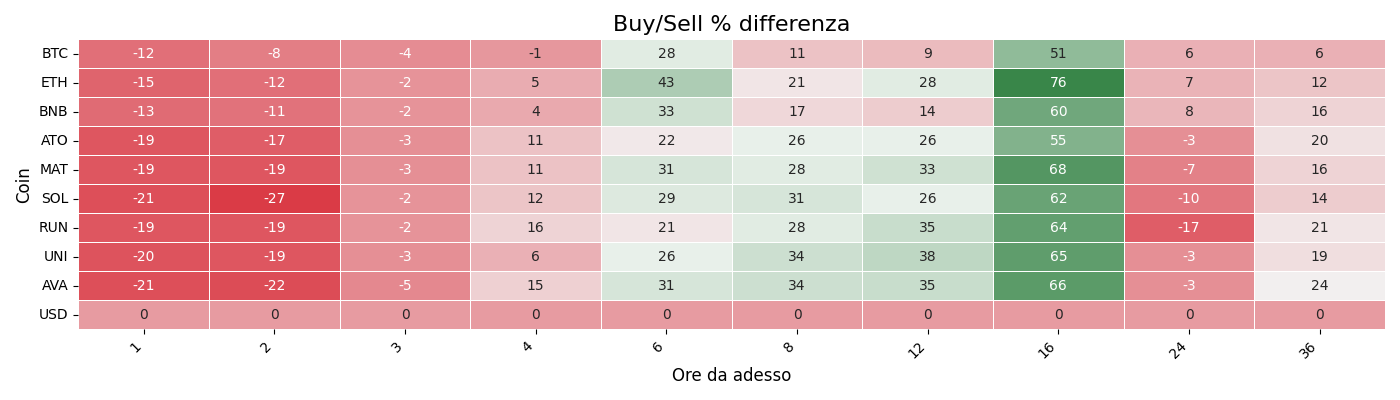 Buy/Sell % differenza
Coin
BTC -12 -8 -4 -1 28 11 9 51 6 6
ETH -15 -12 -2 5 43 21 28 76 7 12
BNB -13 -11 -2 4 33 17 14 60 8 16
ATO -19 -17 -3 11 22 26 26 55 -3 20
MAT -19 -19 -3 11 31 28 33 68 -7 16
SOL -21 -27 -2 12 29 31 26 62 -10 14
RUN -19 -19 -2 16 21 28 35 64 -17 21
UNI -20 -19 -3 6 26 34 38 65 -3 19
AVA -21 -22 -5 15 31 34 35 66 -3 24
USD 0 0 0 0 0 0 0 0 0 0
1 2 3 4 6 8 12 16 24 36
Ore da adesso